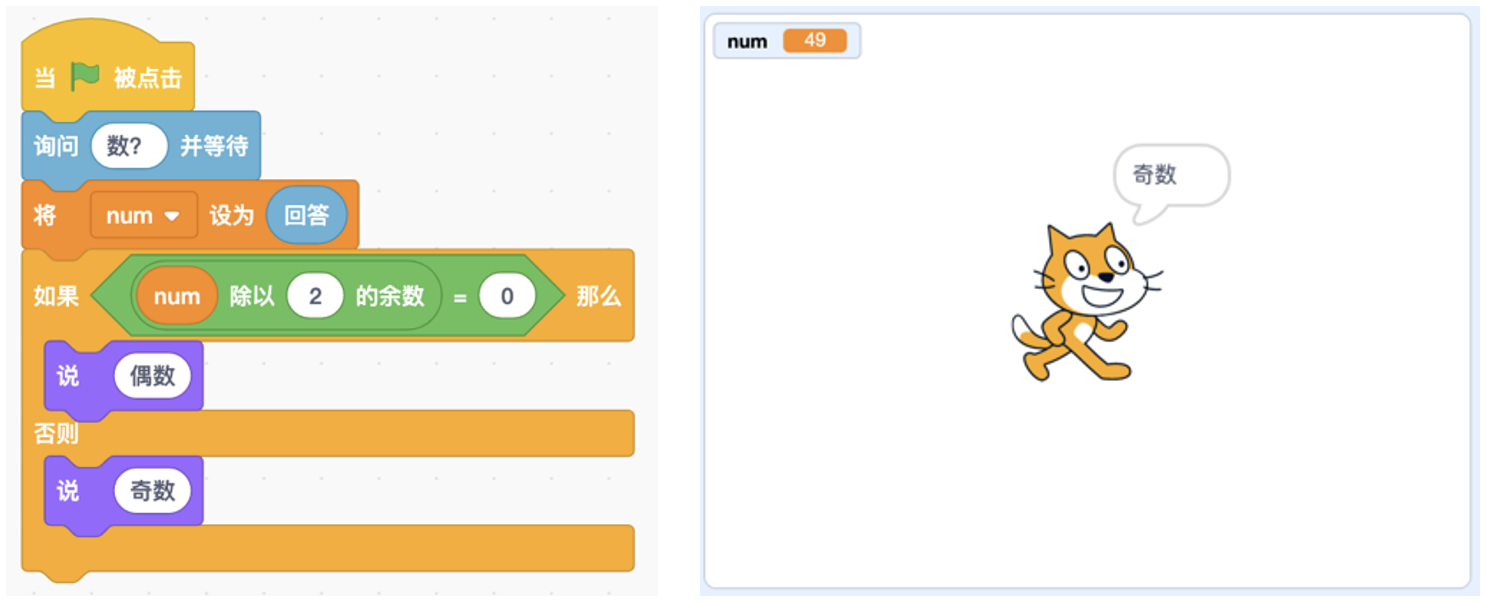 当 被点击
询问 数? 并等待
将 num 设为 回答
如果 num 除以 2 的余数 = 0 那么
说 偶数
否则
说 奇数
num 49
奇数